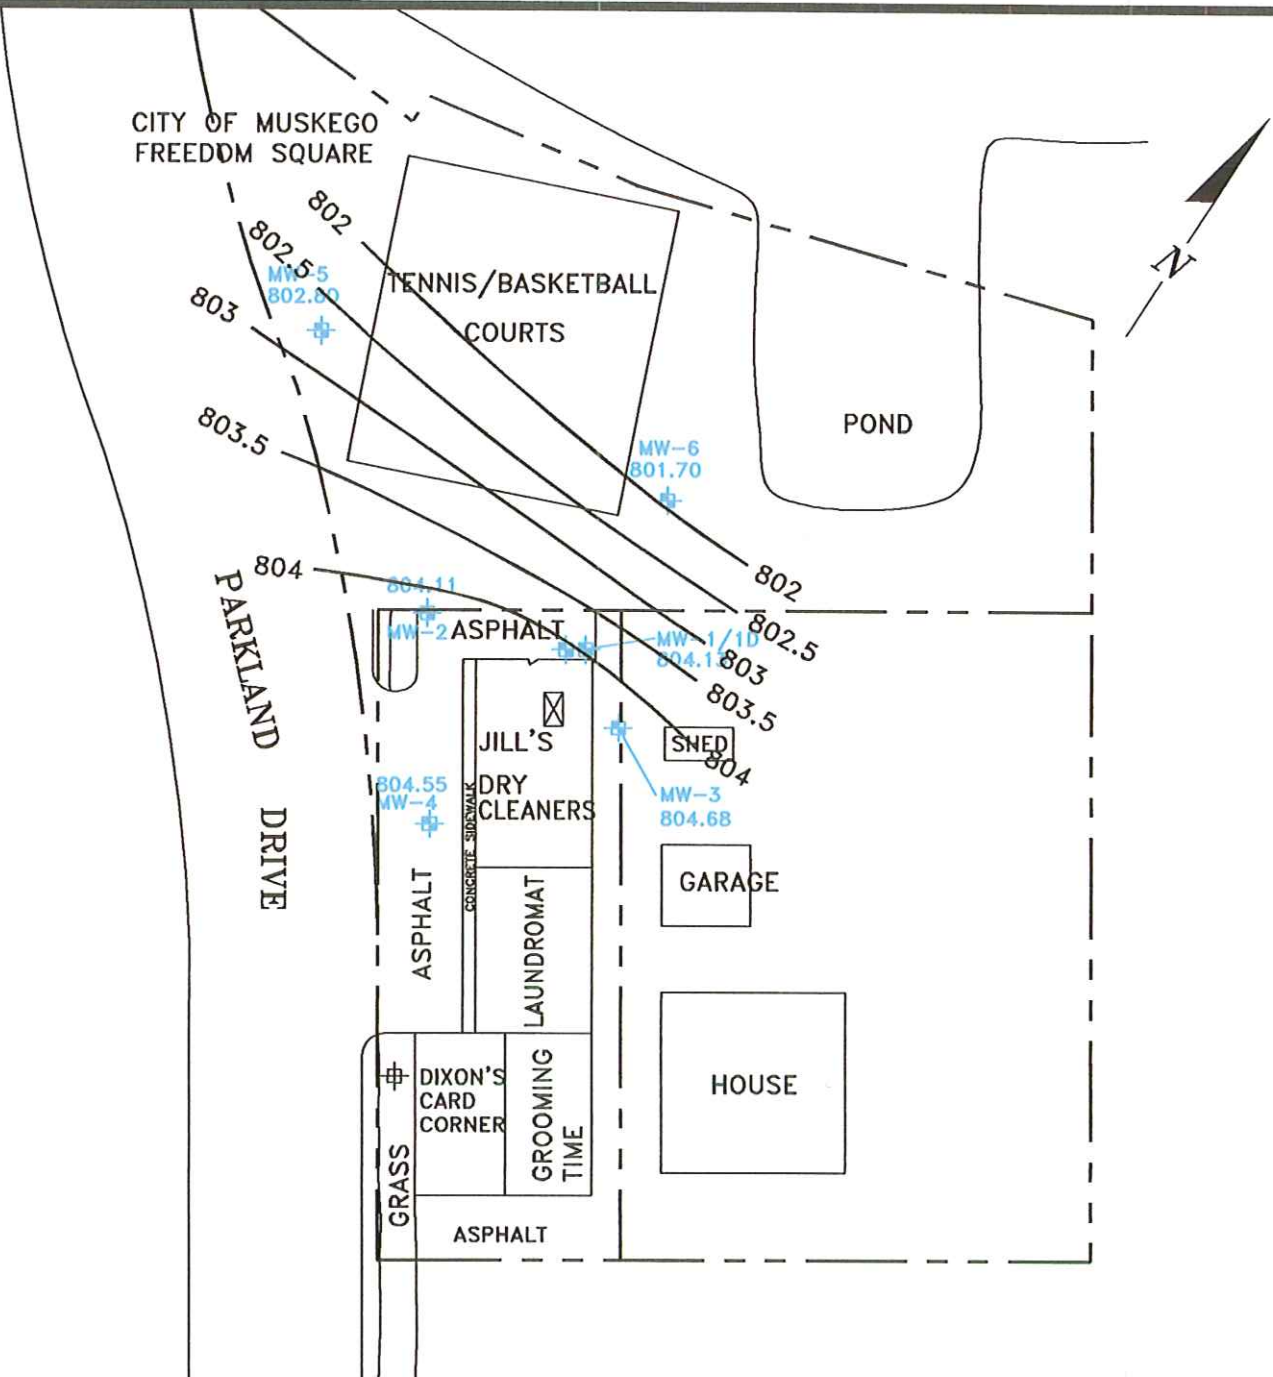 CITY OF MUSKEGO
FREEDOM SQUARE
802
802.5
MW-5
802.80
803
803.5
804
TENNIS/BASKETBALL
COURTS
MW-6
801.70
POND
N
802
802.5
803
803.5
804
804.11
MW-2
ASPHALT
MW-1/1D
804.13
PARKLAND DRIVE
JILL'S
DRY
CLEANERS
SHED
804.55
MW-4
MW-3
804.68
CONCRETE SIDEWALK
ASPHALT
LAUNDROMAT
GARAGE
DIXON'S
CARD
CORNER
GROOMING
TIME
HOUSE
GRASS
ASPHALT